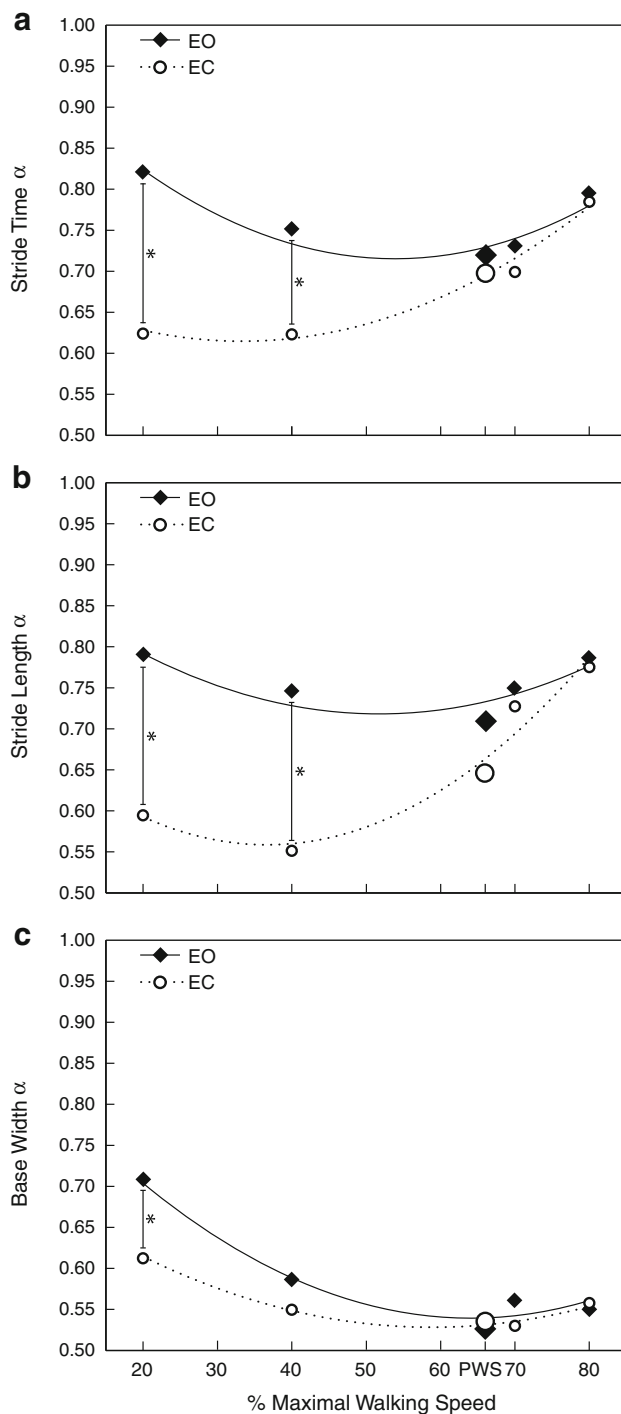 a
EO
EC
1.00
0.95
0.90
0.85
0.80
0.75
0.70
0.65
0.60
0.55
0.50
Stride Time α
*
*
b
EO
EC
1.00
0.95
0.90
0.85
0.80
0.75
0.70
0.65
0.60
0.55
0.50
Stride Length α
*
*
c
EO
EC
1.00
0.95
0.90
0.85
0.80
0.75
0.70
0.65
0.60
0.55
0.50
Base Width α
*
20 30 40 50 60 PWS 70 80
% Maximal Walking Speed